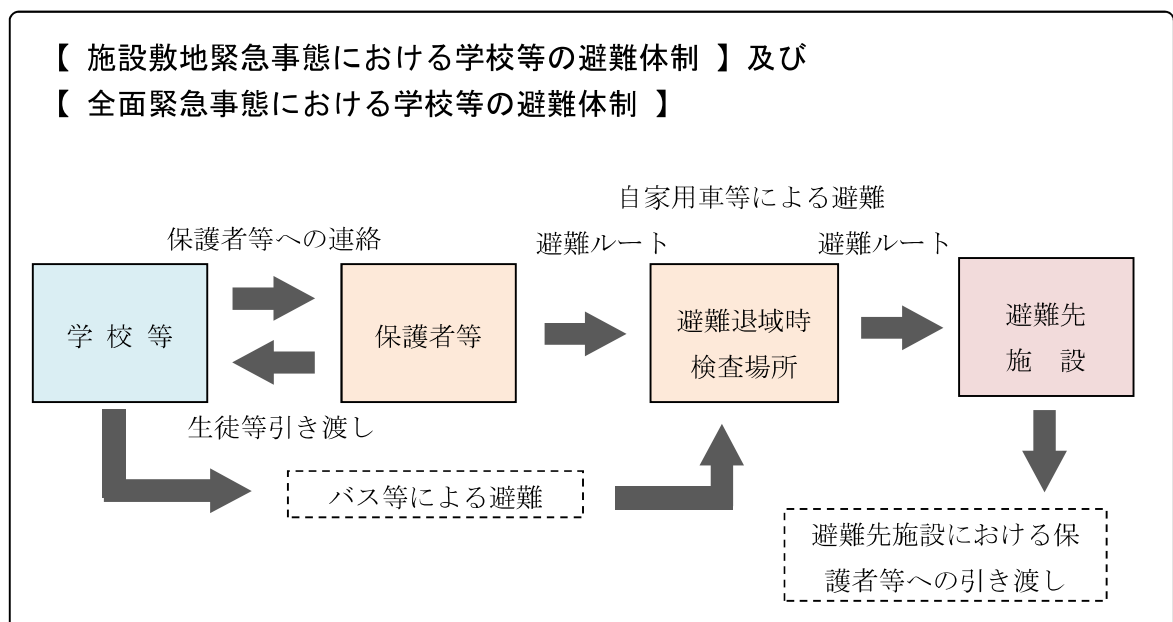 【 施設敷地緊急事態における学校等の避難体制 】及び
【 全面緊急事態における学校等の避難体制 】
自家用車等による避難
保護者等への連絡
避難ルート
避難ルート
学 校 等
保護者等
避難退域時
検査場所
避難先
施　設
生徒等引き渡し
バス等による避難
避難先施設における保
護者等への引き渡し